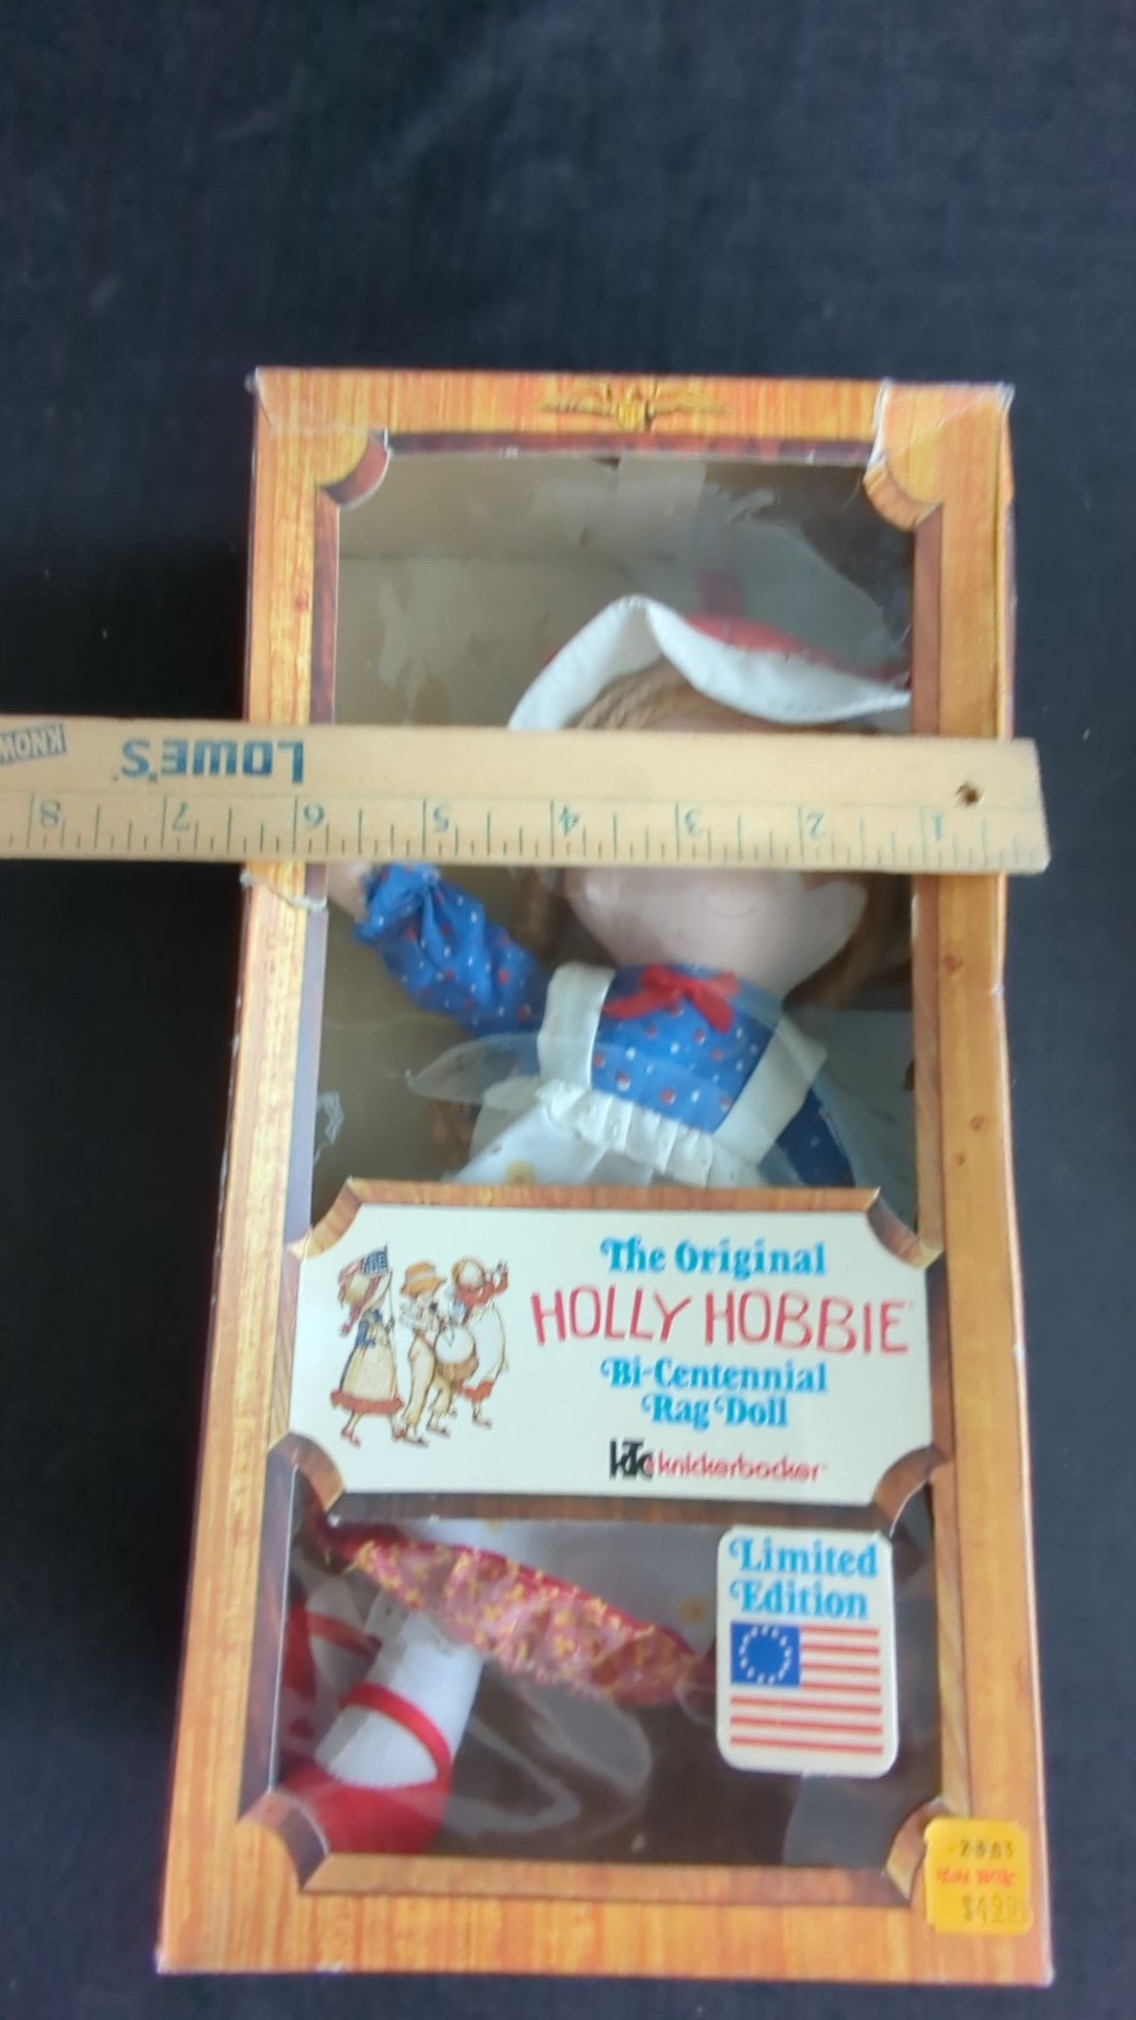 KNOW
LOWE'S
8 7 6 5 4 3 2 1
The Original
HOLLY HOBBIE
Bi-Centennial
Rag Doll
KTC knickerbocker
Limited
Edition